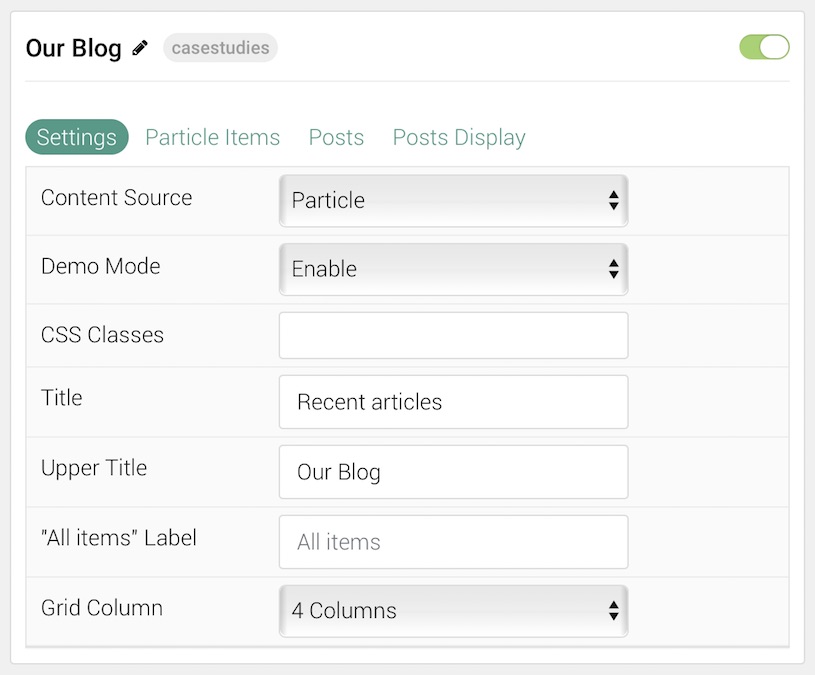 Our Blog casestudies
Settings Particle Items Posts Posts Display
Content Source Particle
Demo Mode Enable
CSS Classes
Title Recent articles
Upper Title Our Blog
"All items" Label All items
Grid Column 4 Columns